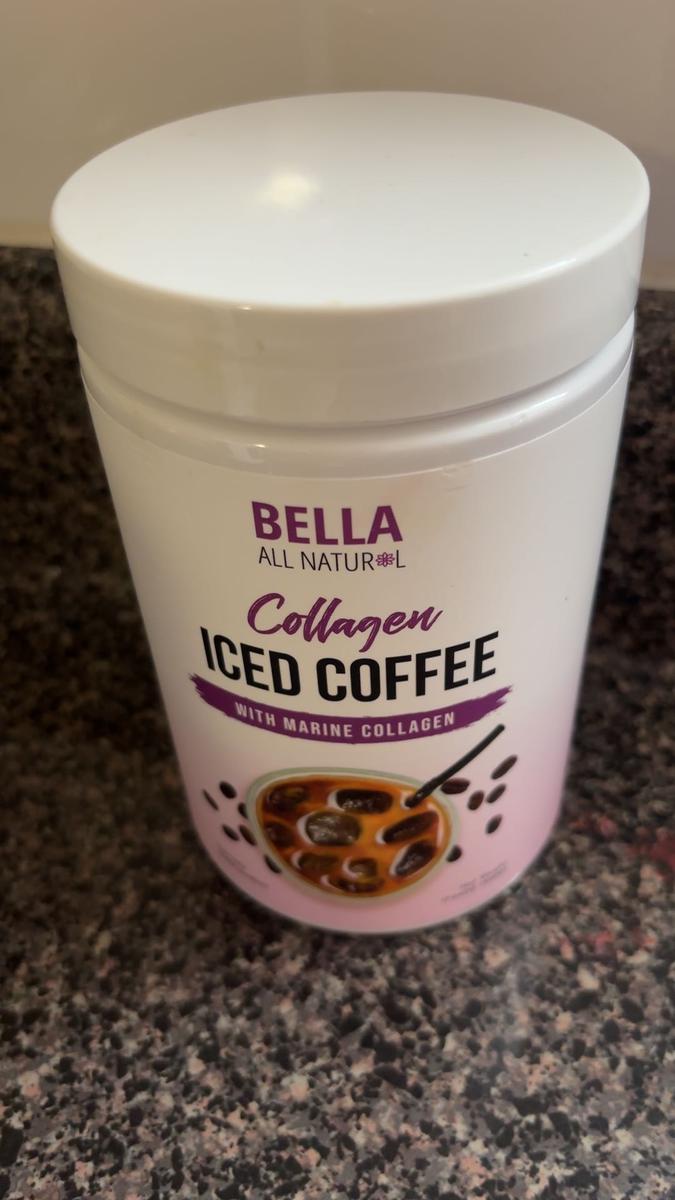 BELLA
ALL NATURAL
Collagen
ICED COFFEE
WITH MARINE COLLAGEN